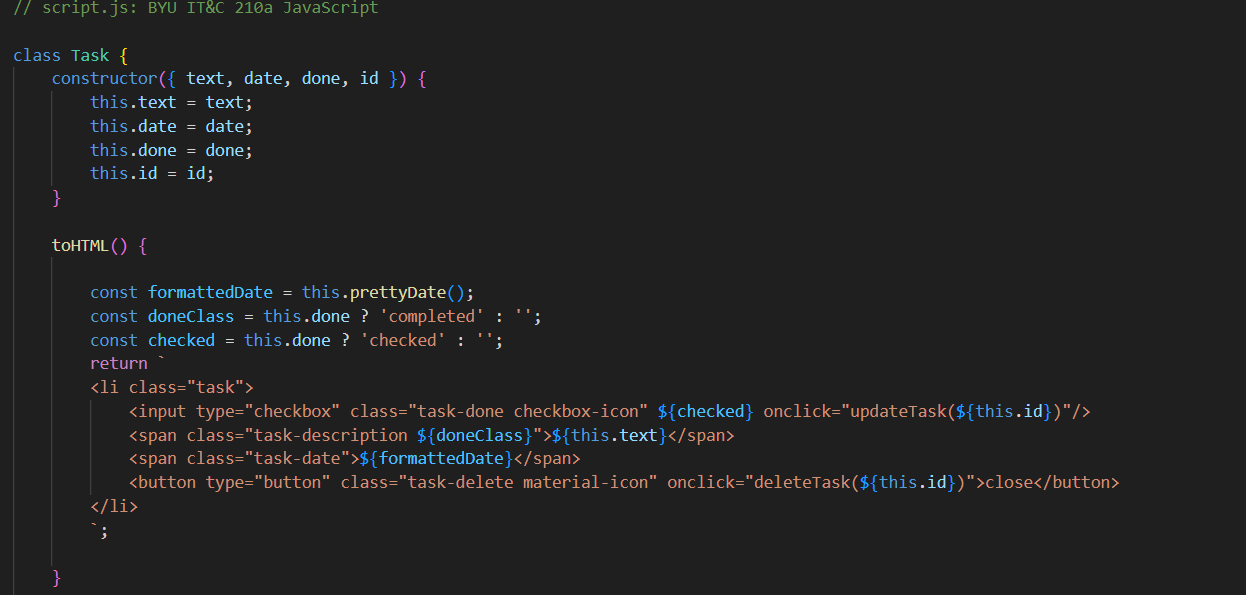 // script.js: BYU IT&C 210a JavaScript
class Task {
constructor({ text, date, done, id }) {
this.text = text;
this.date = date;
this.done = done;
this.id = id;
}
toHTML() {
const formattedDate = this.prettyDate();
const doneClass = this.done ? 'completed' : '';
const checked = this.done ? 'checked' : '';
return `
<li class="task">
<input type="checkbox" class="task-done checkbox-icon" ${checked} onclick="updateTask(${this.id})"/>
<span class="task-description ${doneClass}">${this.text}</span>
<span class="task-date">${formattedDate}</span>
<button type="button" class="task-delete material-icon" onclick="deleteTask(${this.id})">close</button>
</li>
`;
}